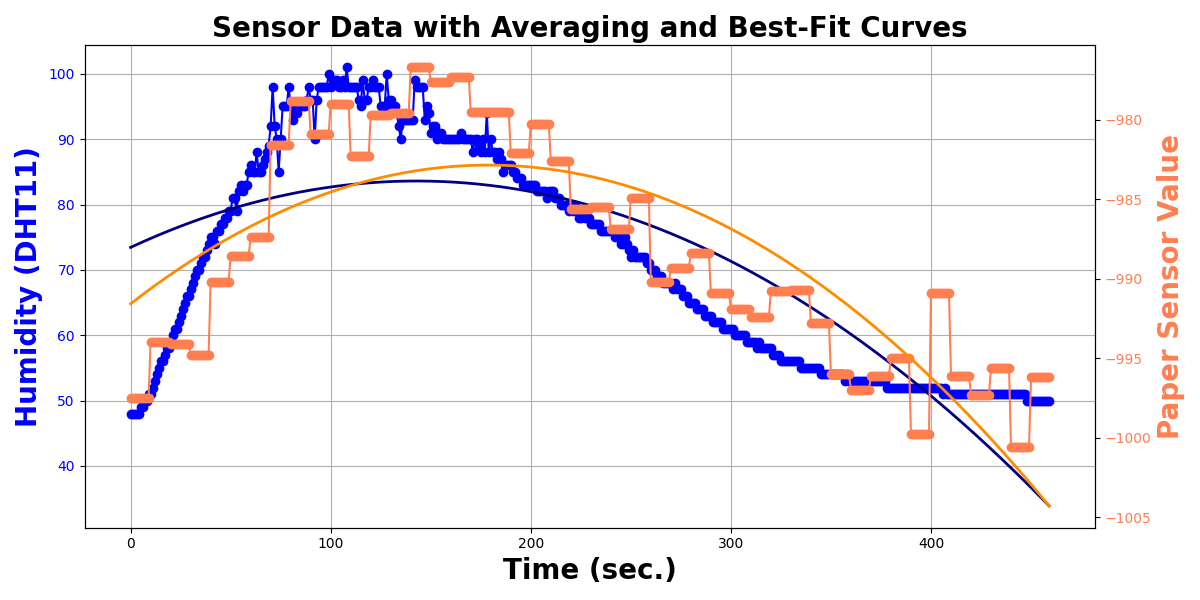 Sensor Data with Averaging and Best-Fit Curves
Humidity (DHT11)
100
90
80
70
60
50
40
0 100 200 300 400
Time (sec.)
−980
−985
−990
−995
−1000
−1005
Paper Sensor Value